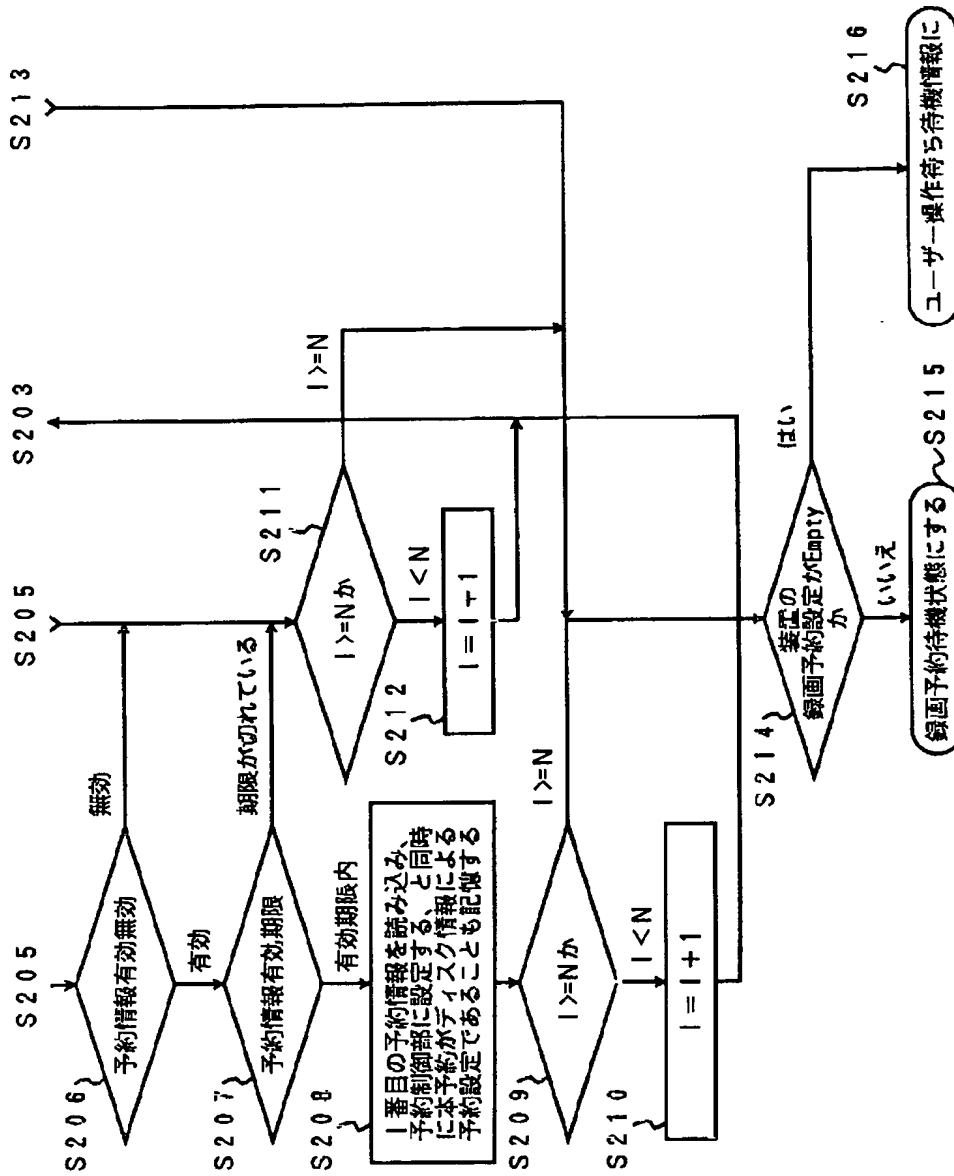 S205
S205
S203
S213
S206
予約情報有効無効
無効
有効
S207
予約情報有効期限
期限が切れている
有効期限内
S208
I番目の予約情報を読み込み、
予約制御部に設定する、と同時
に本予約がディスク情報による
予約設定であることも記憶する
S211
I>=Nか
I>=N
I<N
S212
I=I+1
S209
I>=Nか
I>=N
I<N
S210
I=I+1
S214
装置の
録画予約設定がEmpty
か
はい
いいえ
録画予約待機状態にする
S215
S216
ユーザー操作待ち待機情報に